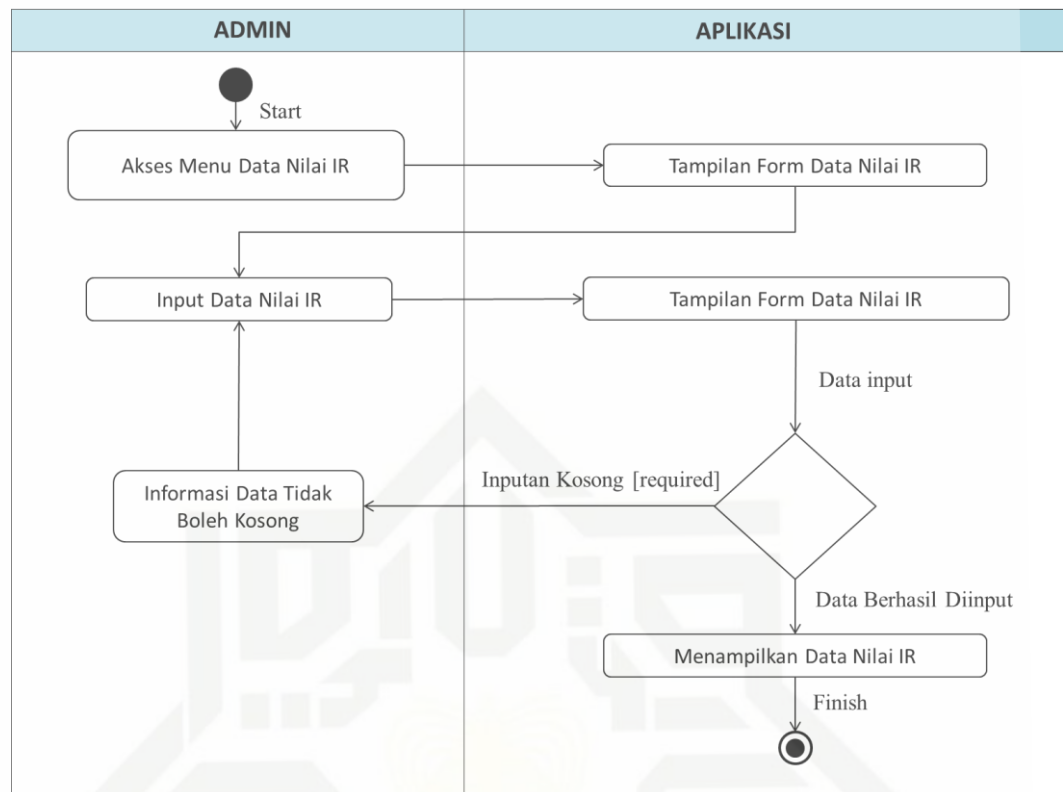 ADMIN
APLIKASI
Start
Akses Menu Data Nilai IR
Tampilan Form Data Nilai IR
Input Data Nilai IR
Tampilan Form Data Nilai IR
Data input
Inputan Kosong [required]
Informasi Data Tidak
Boleh Kosong
Data Berhasil Diinput
Menampilkan Data Nilai IR
Finish